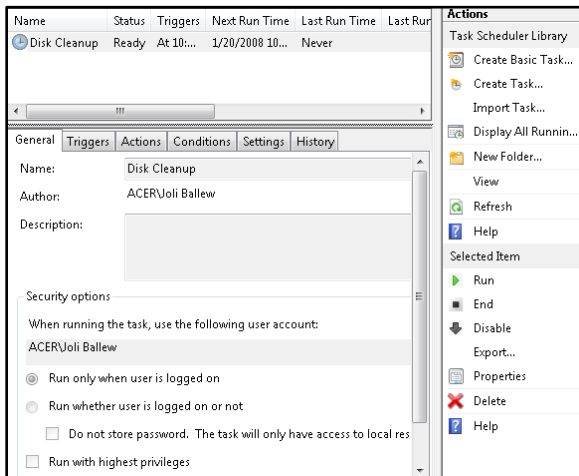 Name Status Triggers Next Run Time Last Run Time Last Rur
Disk Cleanup Ready At 10:... 1/20/2008 10... Never
General Triggers Actions Conditions Settings History
Name: Disk Cleanup
Author: ACER\Joli Ballew
Description:
Security options
When running the task, use the following user account:
ACER\Joli Ballew
Run only when user is logged on
Run whether user is logged on or not
Do not store password. The task will only have access to local res
Run with highest privileges
Actions
Task Scheduler Library
Create Basic Task...
Create Task...
Import Task...
Display All Runnin...
New Folder...
View
Refresh
Help
Selected Item
Run
End
Disable
Export...
Properties
Delete
Help